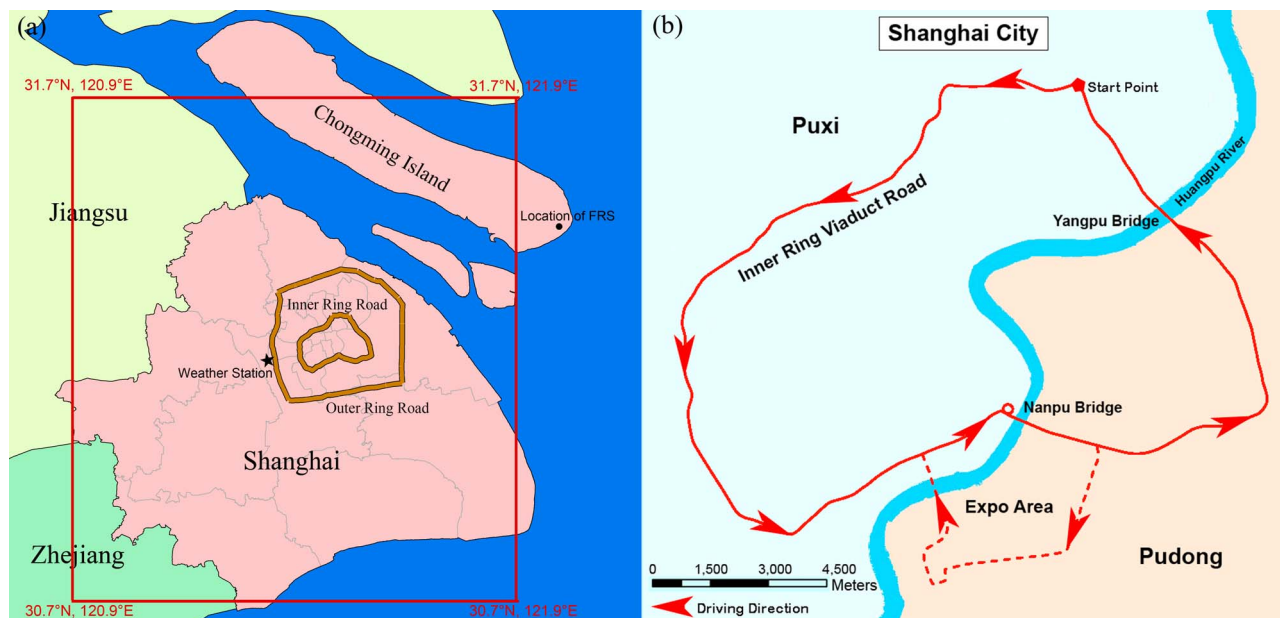 (a)
31.7°N, 120.9°E
31.7°N, 121.9°E
Chongming Island
Jiangsu
Location of FRS
Inner Ring Road
Weather Station
Outer Ring Road
Shanghai
Zhejiang
30.7°N, 120.9°E
30.7°N, 121.9°E
(b)
Shanghai City
Start Point
Puxi
Huangpu River
Inner Ring Viaduct Road
Yangpu Bridge
Nanpu Bridge
Expo Area
Pudong
0 1,500 3,000 4,500
Meters
Driving Direction